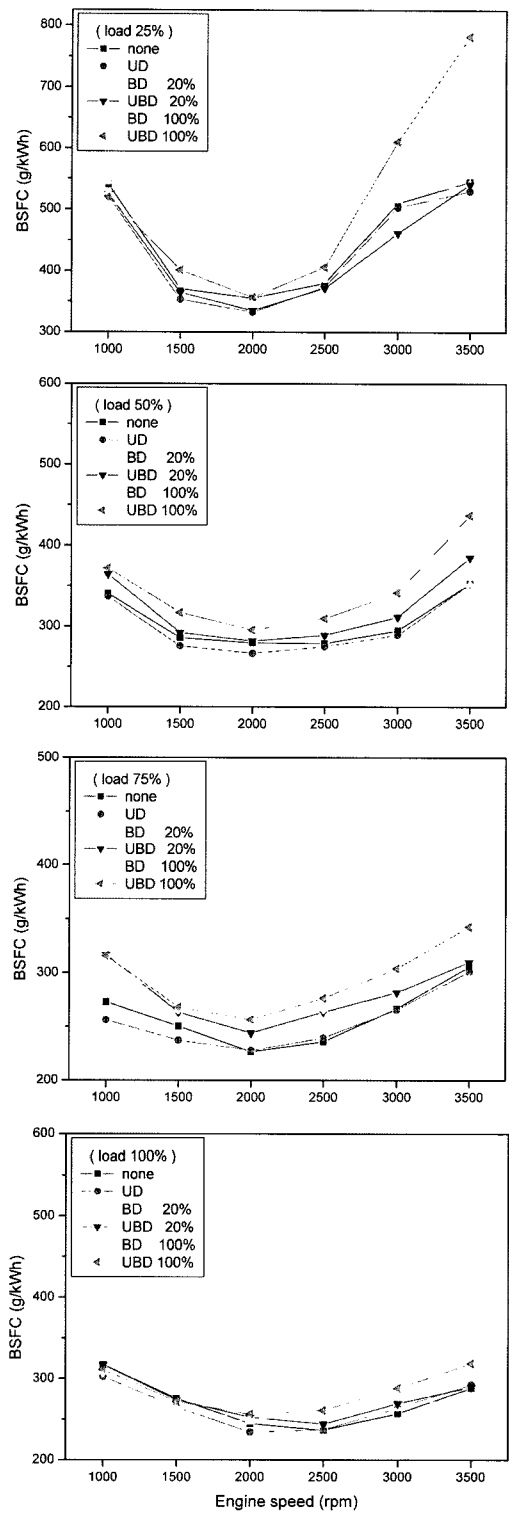 800
700
600
500
400
300
BSFC (g/kWh)
( load 25% )
none
UD
BD 20%
UBD 20%
BD 100%
UBD 100%
1000 1500 2000 2500 3000 3500
600
500
400
300
200
BSFC (g/kWh)
( load 50% )
none
UD
BD 20%
UBD 20%
BD 100%
UBD 100%
1000 1500 2000 2500 3000 3500
500
400
300
200
BSFC (g/kWh)
( load 75% )
none
UD
BD 20%
UBD 20%
BD 100%
UBD 100%
1000 1500 2000 2500 3000 3500
600
500
400
300
200
BSFC (g/kWh)
( load 100% )
none
UD
BD 20%
UBD 20%
BD 100%
UBD 100%
1000 1500 2000 2500 3000 3500
Engine speed (rpm)